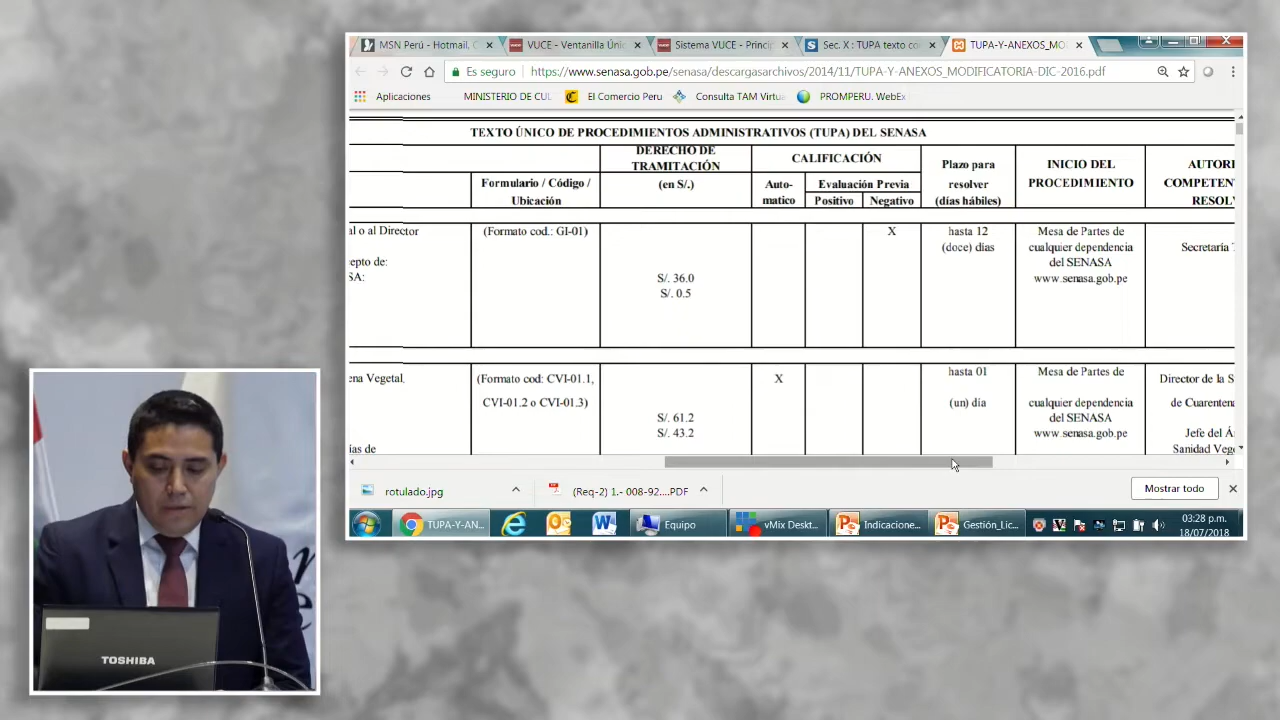 MSN Perú - Hotmail,
VUCE - Ventanilla Úni
Sistema VUCE - Princip
Sec. X : TUPA texto co
TUPA-Y-ANEXOS_MO
Es seguro
https://www.senasa.gob.pe/senasa/descargasarchivos/2014/11/TUPA-Y-ANEXOS_MODIFICATORIA-DIC-2016.pdf
Aplicaciones
MINISTERIO DE CUL
El Comercio Peru
Consulta TAM Virtua
PROMPERU. WebEx
TEXTO ÚNICO DE PROCEDIMIENTOS ADMINISTRATIVOS (TUPA) DEL SENASA
Formulario / Código /
Ubicación
DERECHO DE
TRAMITACIÓN
(en S/.)
CALIFICACIÓN
Auto-
matico
Evaluación Previa
Positivo
Negativo
Plazo para
resolver
(días hábiles)
INICIO DEL
PROCEDIMIENTO
AUTORI
COMPETEN
RESOLV
al o al Director
epto de:
SA:
(Formato cod.: GI-01)
S/. 36.0
S/. 0.5
X
hasta 12
(doce) días
Mesa de Partes de
cualquier dependencia
del SENASA
www.senasa.gob.pe
Secretaría T
ena Vegetal,
ías de
(Formato cod: CVI-01.1,
CVI-01.2 o CVI-01.3)
S/. 61.2
S/. 43.2
X
hasta 01
(un) día
Mesa de Partes de
cualquier dependencia
del SENASA
www.senasa.gob.pe
Director de la S
de Cuarentena
Jefe del Á
Sanidad Vege
rotulado.jpg
(Req-2) 1.- 008-92....PDF
Mostrar todo
TUPA-Y-AN...
Equipo
vMix Deskt...
Indicacione...
Gestión_Lic...
03:28 p.m.
18/07/2018
TOSHIBA